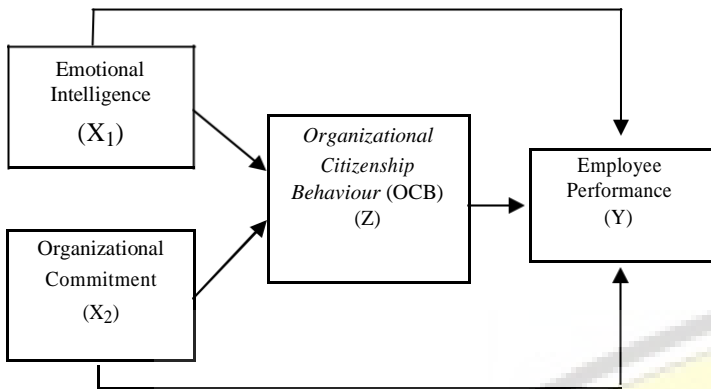 Emotional
Intelligence
(X1)
Organizational
Citizenship
Behaviour (OCB)
(Z)
Employee
Performance
(Y)
Organizational
Commitment
(X2)